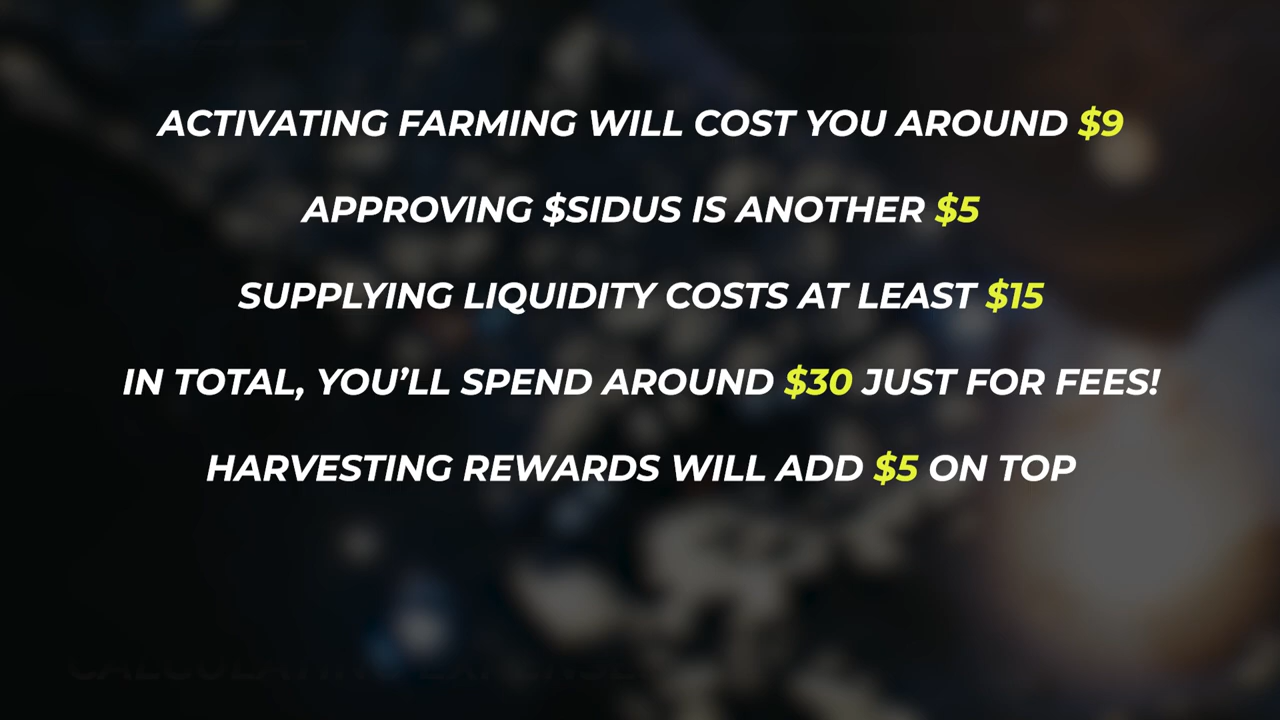 ACTIVATING FARMING WILL COST YOU AROUND $9
APPROVING $SIDUS IS ANOTHER $5
SUPPLYING LIQUIDITY COSTS AT LEAST $15
IN TOTAL, YOU’LL SPEND AROUND $30 JUST FOR FEES!
HARVESTING REWARDS WILL ADD $5 ON TOP